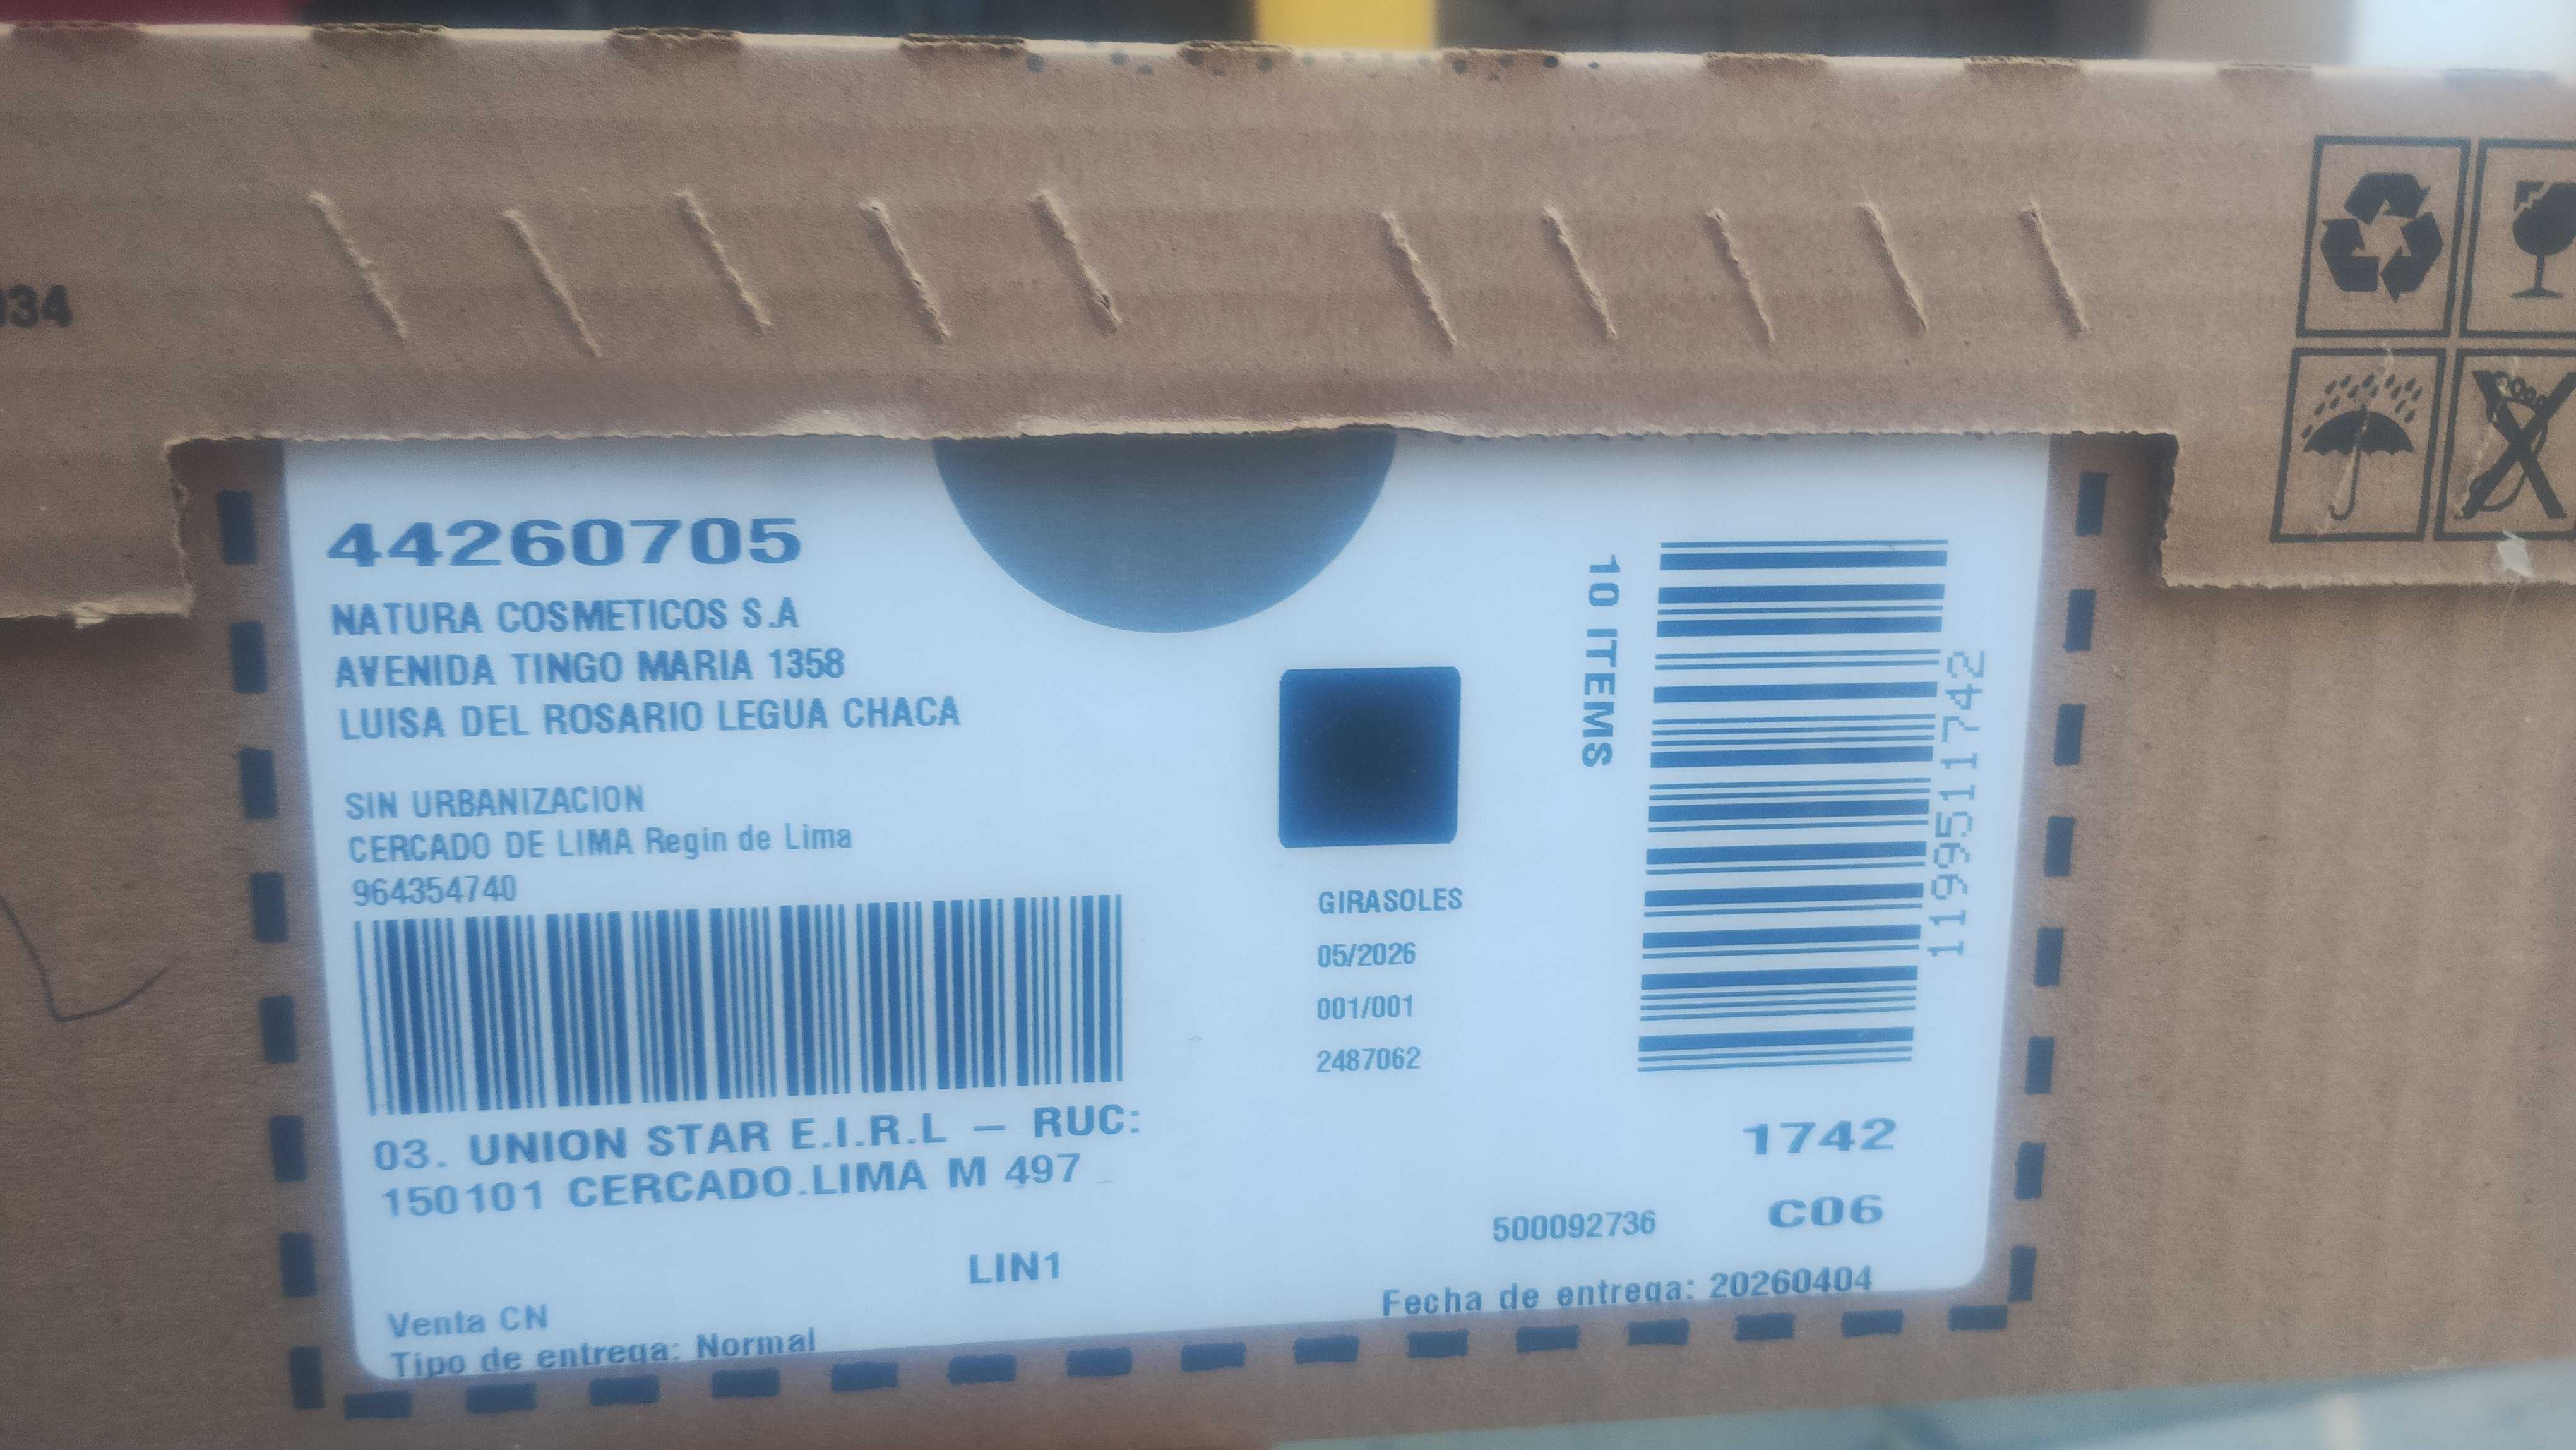 34
44260705
NATURA COSMETICOS S.A
AVENIDA TINGO MARIA 1358
LUISA DEL ROSARIO LEGUA CHACA
SIN URBANIZACION
CERCADO DE LIMA Regin de Lima
964354740
03. UNION STAR E.I.R.L – RUC:
150101 CERCADO.LIMA M 497
LIN1
Venta CN
Tipo de entrega: Normal
GIRASOLES
05/2026
001/001
2487062
10 ITEMS
1199511742
1742
C06
500092736
Fecha de entrega: 20260404